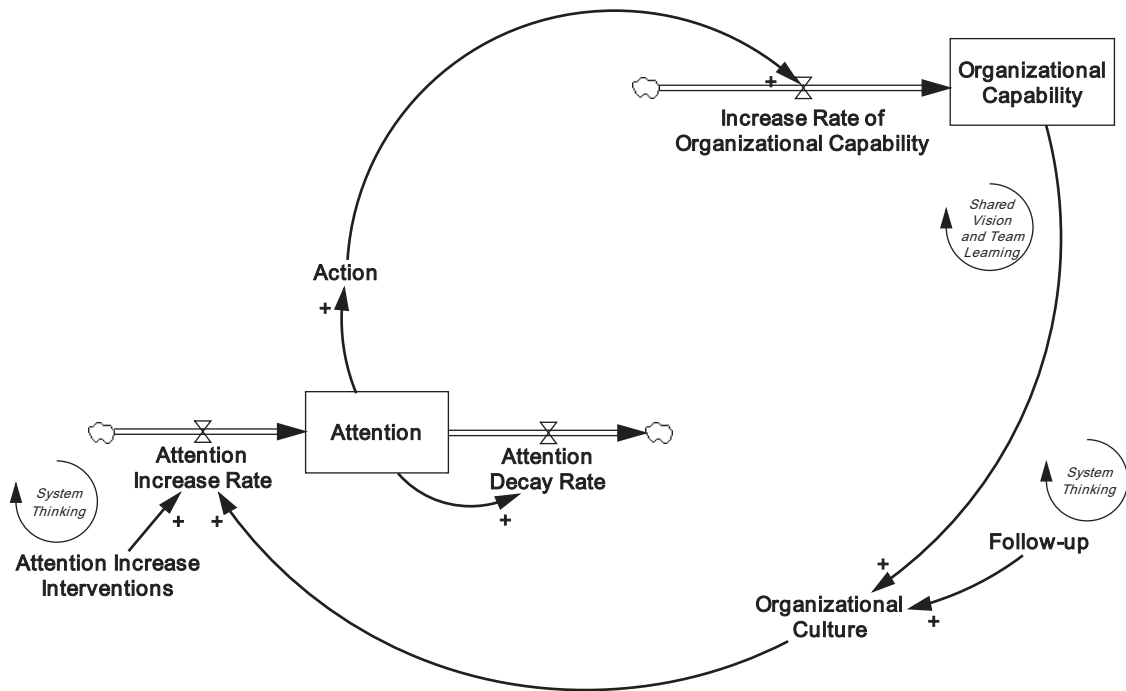 Organizational
Capability
+
Increase Rate of
Organizational Capability
Shared
Vision
and Team
Learning
Action
+
Attention
Attention
Increase Rate
Attention
Decay Rate
System
Thinking
System
Thinking
+
+
+
Attention Increase
Interventions
Follow-up
+
Organizational
Culture
+